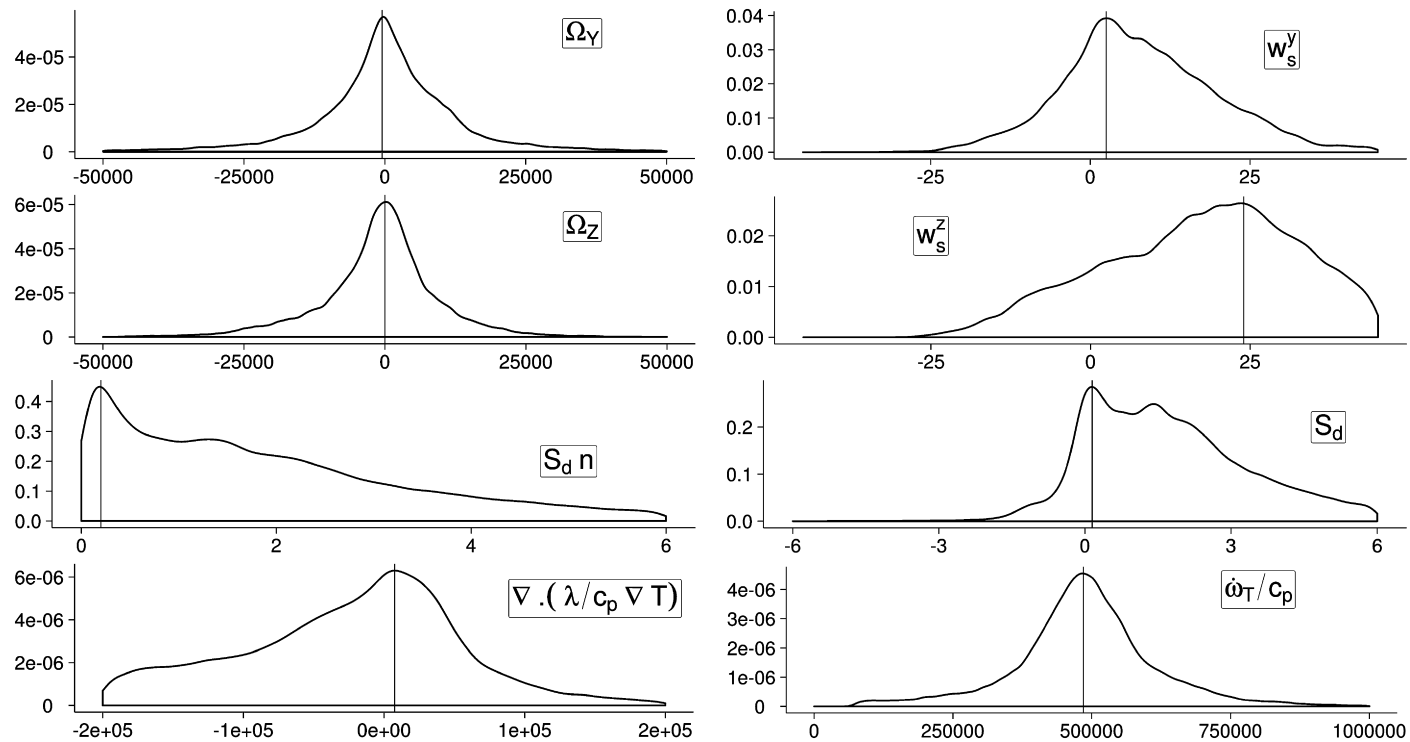 Ω_Y
4e-05
2e-05
0
-50000 -25000 0 25000 50000
w_s^y
0.04
0.03
0.02
0.01
0.00
-25 0 25
Ω_Z
6e-05
4e-05
2e-05
0
-50000 -25000 0 25000 50000
w_s^z
0.02
0.01
0.00
-25 0 25
S_d n
0.4
0.3
0.2
0.1
0.0
0 2 4 6
S_d
0.2
0.1
0.0
-6 -3 0 3 6
∇ .( λ/c_p ∇ T)
6e-06
4e-06
2e-06
0
-2e+05 -1e+05 0e+00 1e+05 2e+05
ω̇_T/c_p
4e-06
3e-06
2e-06
1e-06
0
0 250000 500000 750000 1000000